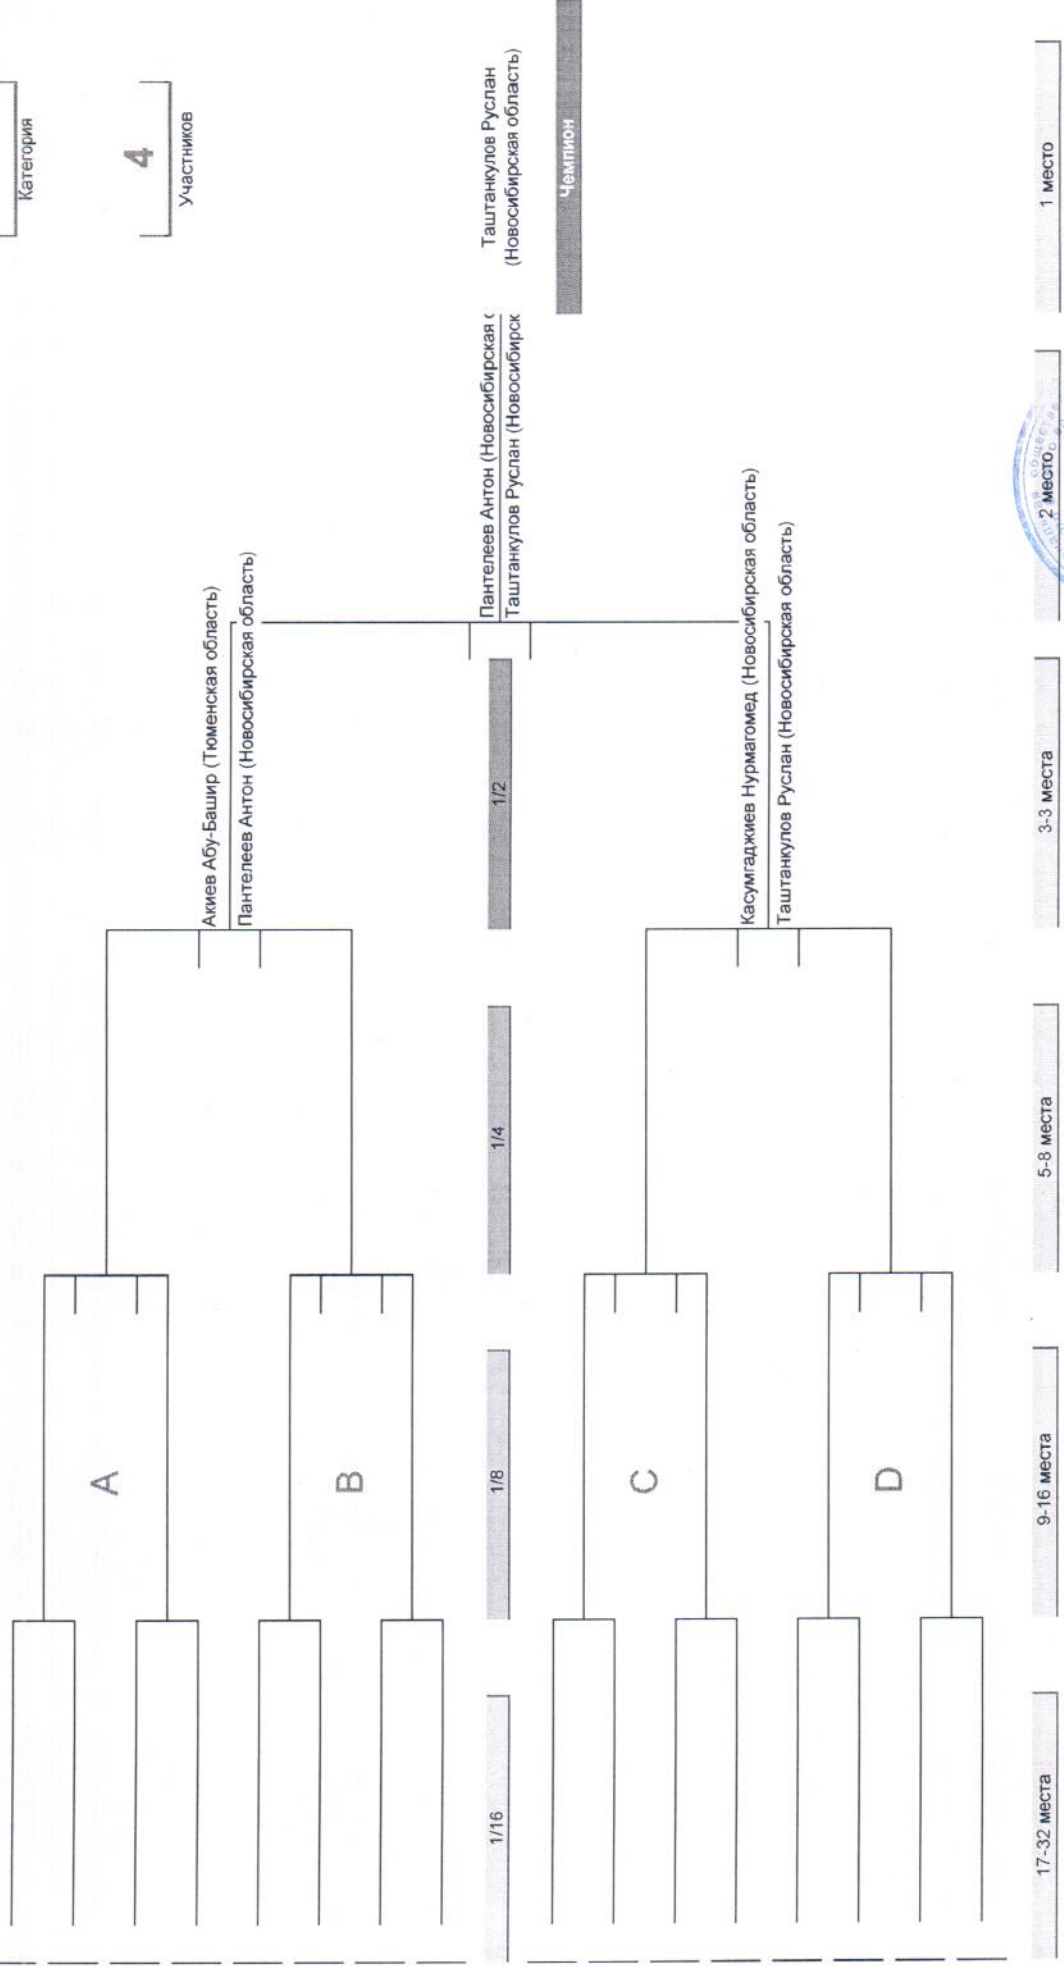 Категория
4
Участников
Акиев Абу-Башир (Тюменская область)
Пантелеев Антон (Новосибирская область)
A
B
1/16
1/8
1/4
1/2
Пантелеев Антон (Новосибирская
Таштанкулов Руслан (Новосибирск
Таштанкулов Руслан
(Новосибирская область)
Чемпион
Касумгаджиев Нурмагомед (Новосибирская область)
Таштанкулов Руслан (Новосибирская область)
C
D
17-32 места
9-16 места
5-8 места
3-3 места
2 место
1 место